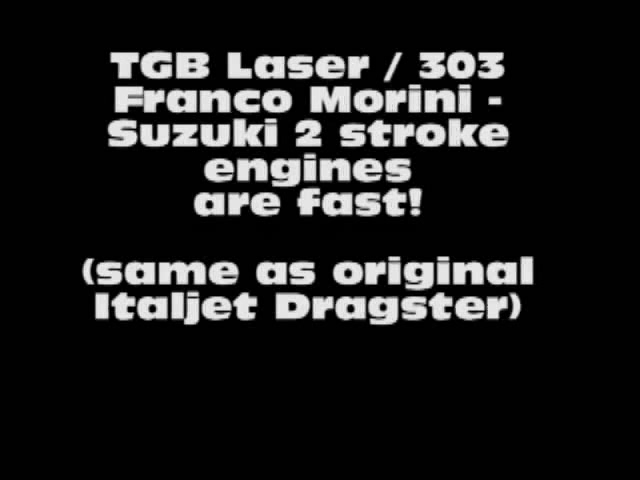 TGB Laser / 303
Franco Morini -
Suzuki 2 stroke
engines
are fast!
(same as original
Italjet Dragster)